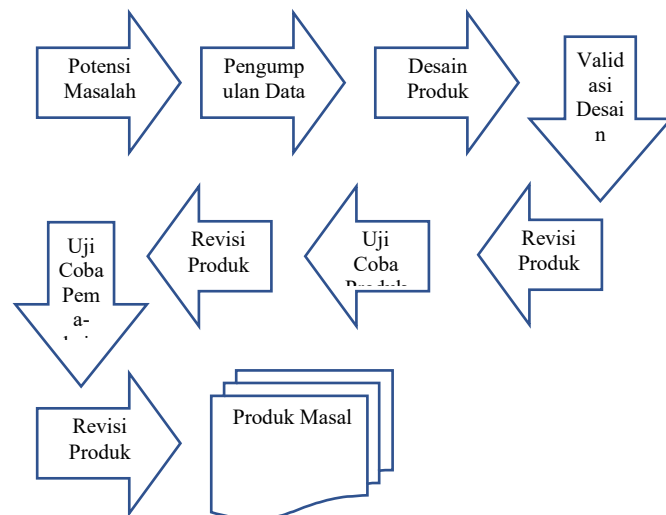 Potensi
Masalah
Pengump
ulan Data
Desain
Produk
Valid
asi
Desai
n
Revisi
Produk
Uji
Coba
Produk
Revisi
Produk
Uji
Coba
Pem
a-
Revisi
Produk
Produk Masal